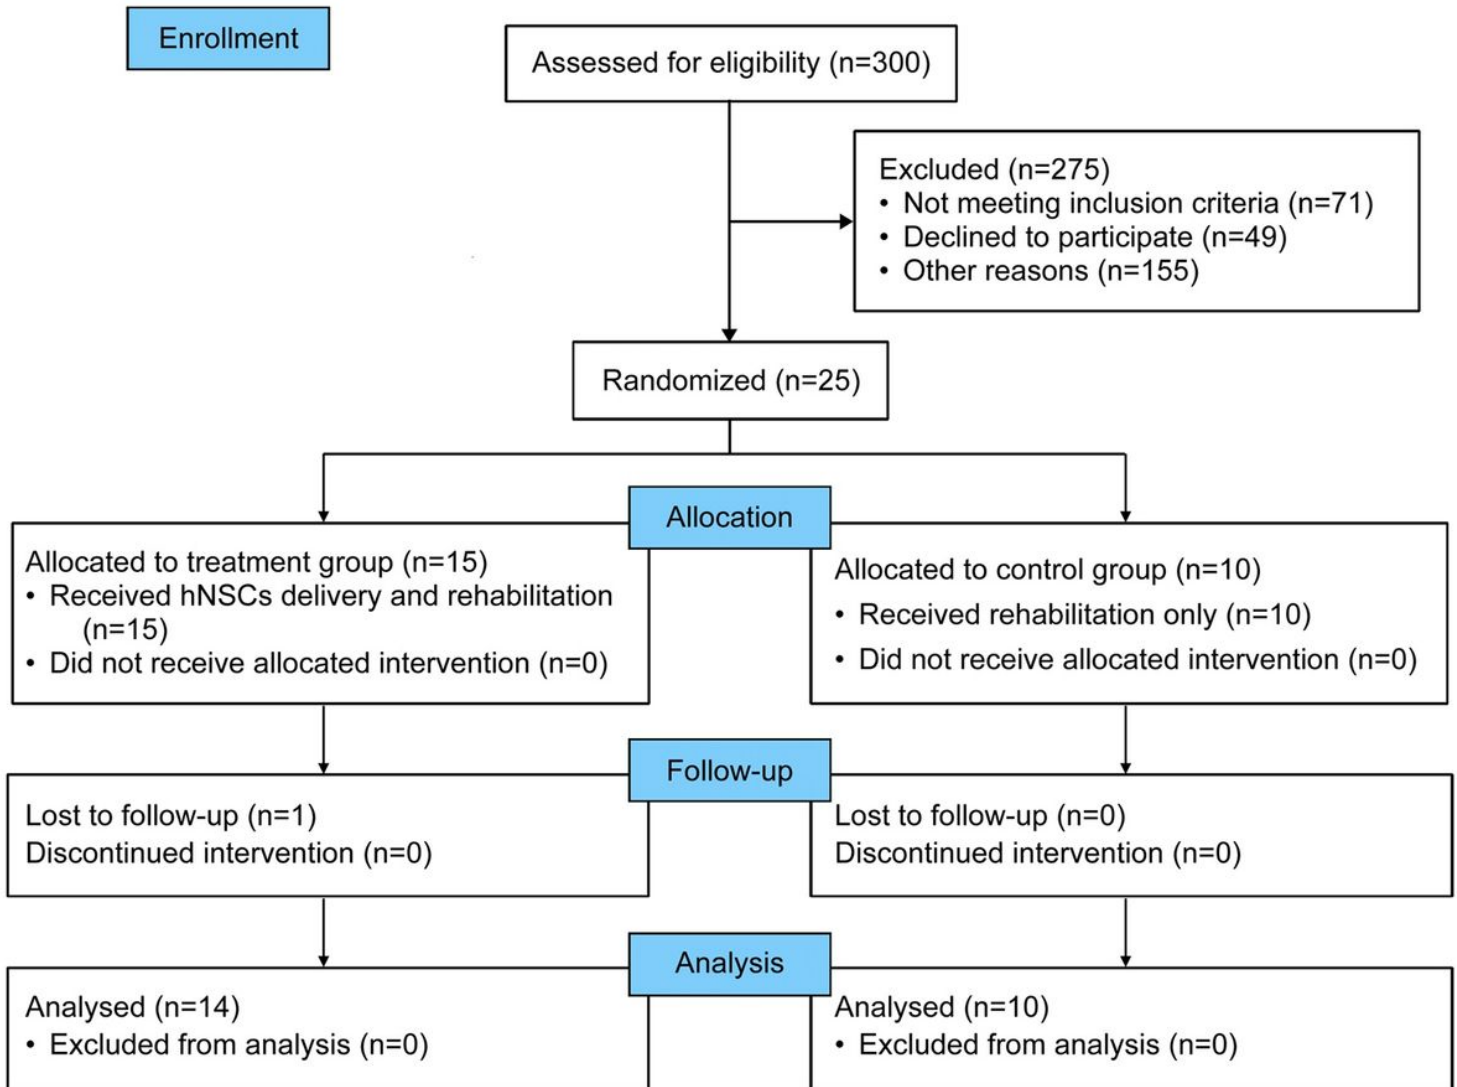 Enrollment
Assessed for eligibility (n=300)
Excluded (n=275)
• Not meeting inclusion criteria (n=71)
• Declined to participate (n=49)
• Other reasons (n=155)
Randomized (n=25)
Allocation
Allocated to treatment group (n=15)
• Received hNSCs delivery and rehabilitation
(n=15)
• Did not receive allocated intervention (n=0)
Allocated to control group (n=10)
• Received rehabilitation only (n=10)
• Did not receive allocated intervention (n=0)
Follow-up
Lost to follow-up (n=1)
Discontinued intervention (n=0)
Lost to follow-up (n=0)
Discontinued intervention (n=0)
Analysis
Analysed (n=14)
• Excluded from analysis (n=0)
Analysed (n=10)
• Excluded from analysis (n=0)